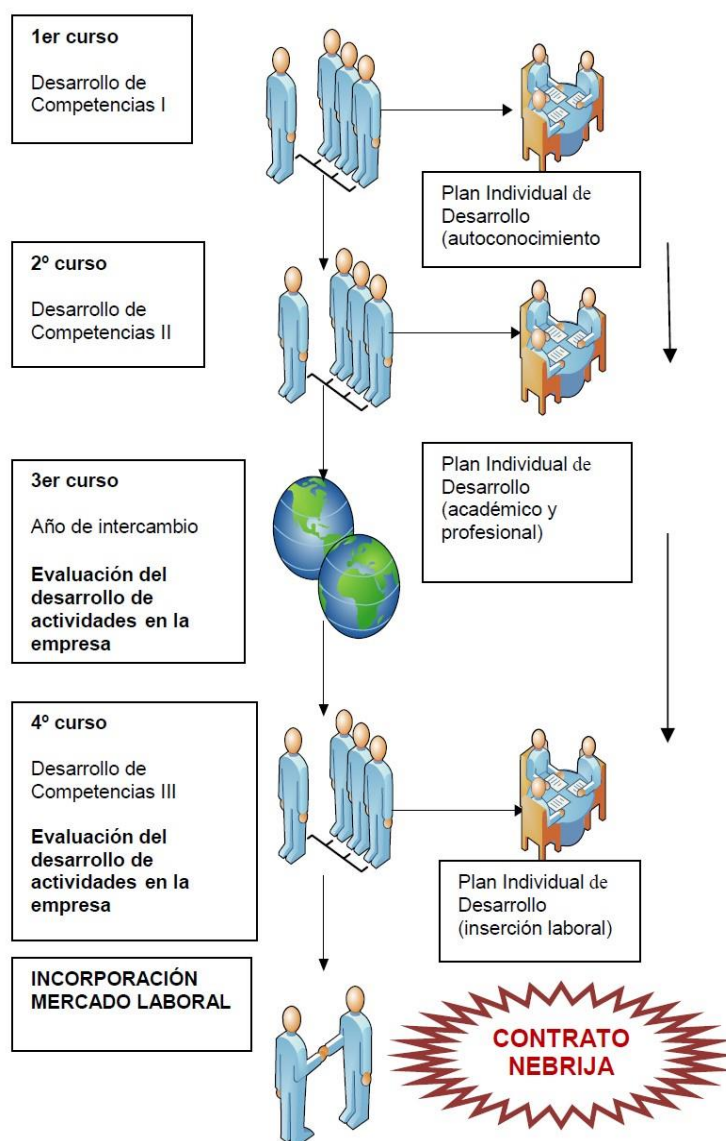 1er curso
Desarrollo de
Competencias I
Plan Individual de
Desarrollo
(autoconocimiento
2º curso
Desarrollo de
Competencias II
Plan Individual de
Desarrollo
(académico y
profesional)
3er curso
Año de intercambio
Evaluación del
desarrollo de
actividades en la
empresa
4º curso
Desarrollo de
Competencias III
Evaluación del
desarrollo de
actividades en la
empresa
Plan Individual de
Desarrollo
(inserción laboral)
INCORPORACIÓN
MERCADO LABORAL
CONTRATO
NEBRIJA